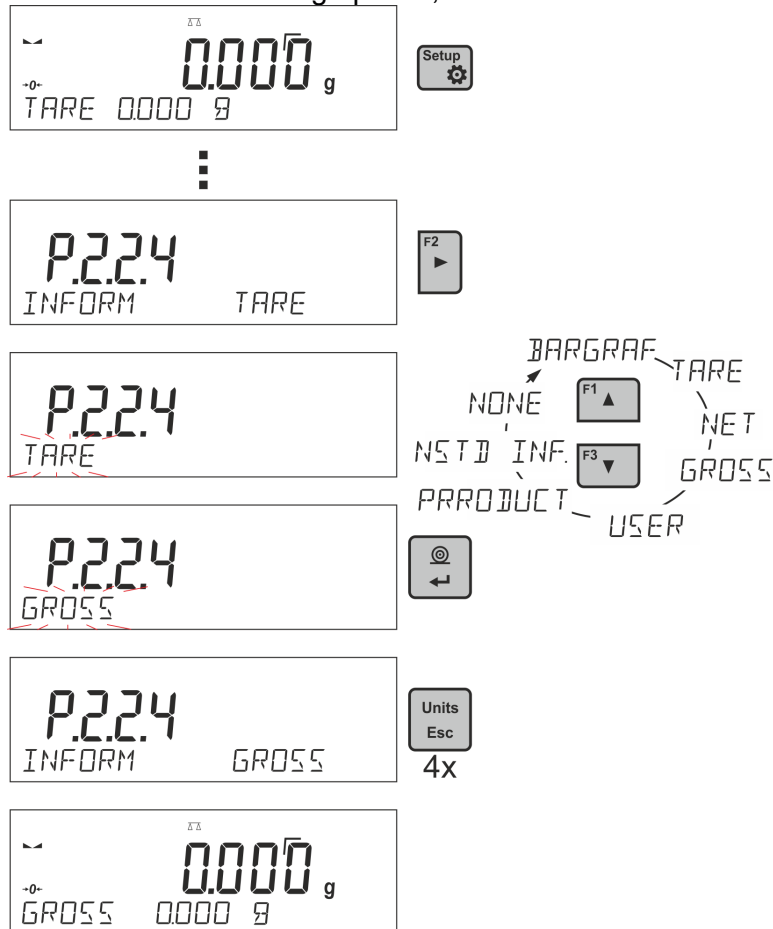 0.000 g
→0←
TARE 0.000 g
Setup
P.2.2.4
INFORM TARE
F2
P.2.2.4
TARE
BARGRAF
TARE
NET
GROSS
USER
PRRODUCT
NSTD INF.
NONE
F1
F3
P.2.2.4
GROSS
P.2.2.4
INFORM GROSS
Units
Esc
4x
0.000 g
→0←
GROSS 0.000 g